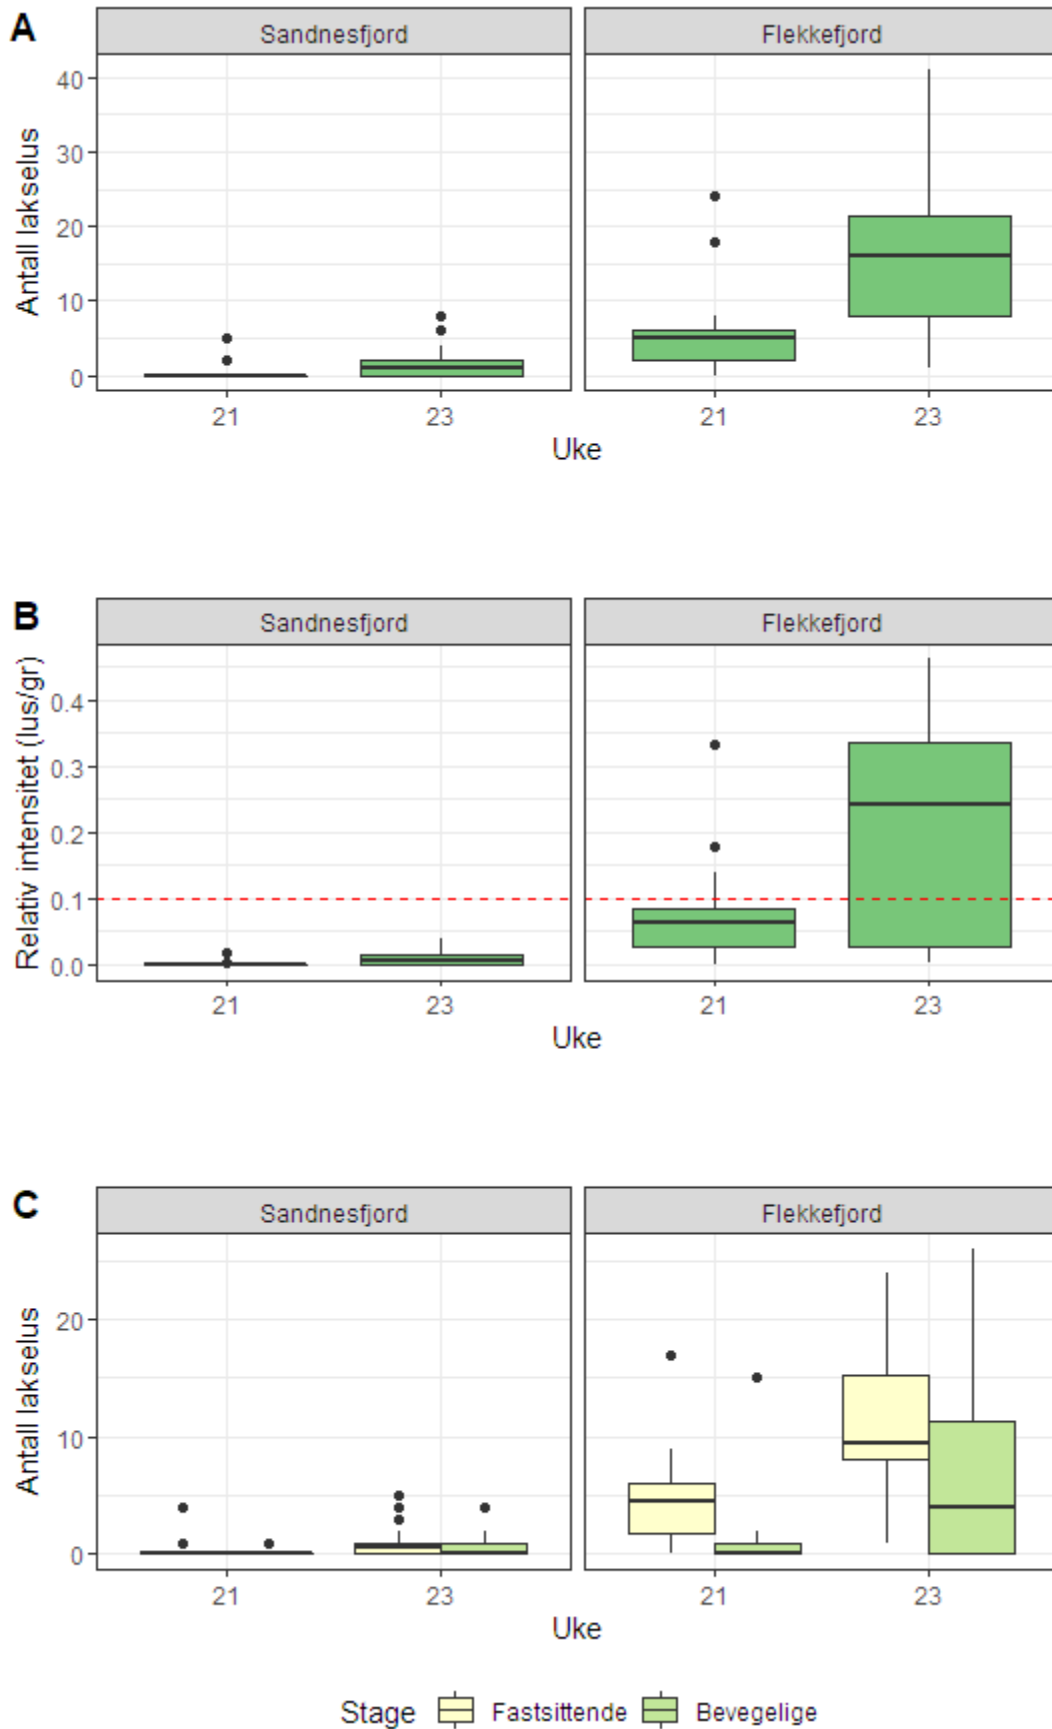 A
Sandnesfjord Flekkefjord
Antall lakselus
40
30
20
10
0
21 23 21 23
Uke
B
Sandnesfjord Flekkefjord
Relativ intensitet (lus/gr)
0.4
0.3
0.2
0.1
0.0
21 23 21 23
Uke
C
Sandnesfjord Flekkefjord
Antall lakselus
20
10
0
21 23 21 23
Uke
Stage Fastsittende Bevegelige